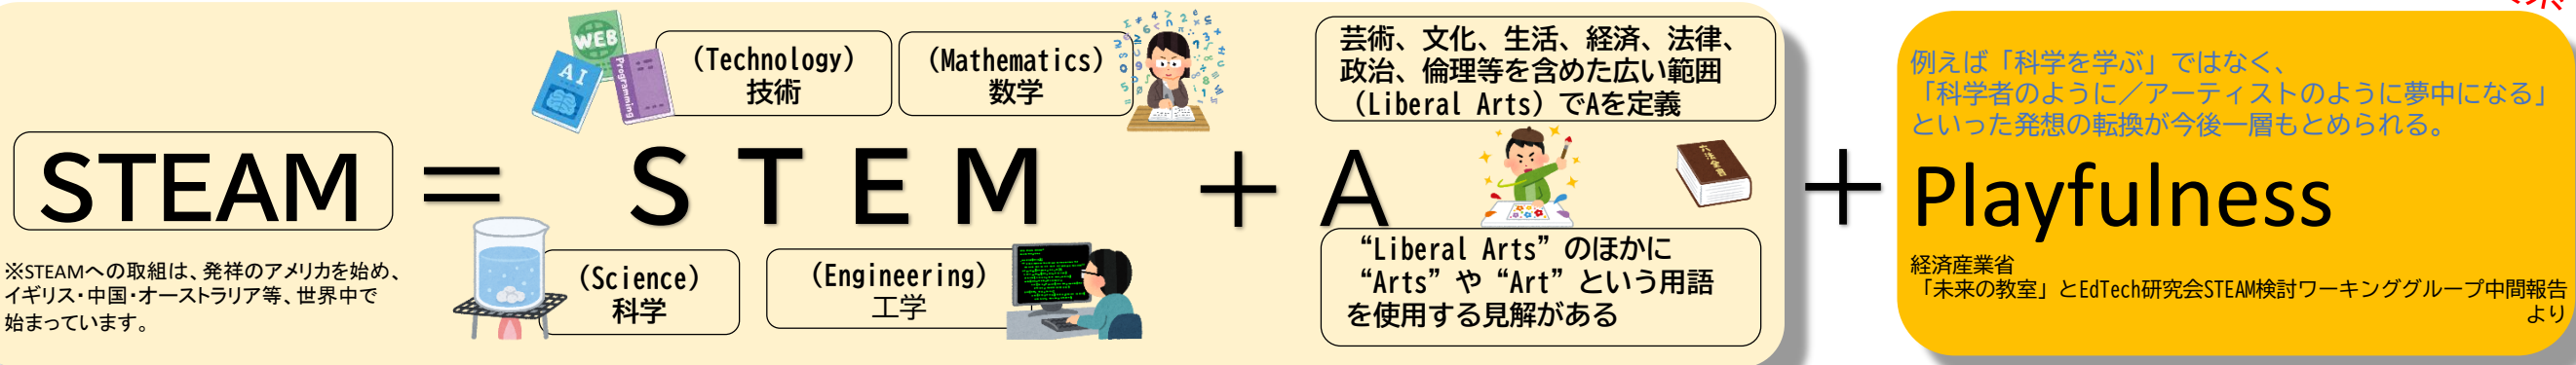 WEB
AI
Programming
(Technology)
技術
(Mathematics)
数学
芸術、文化、生活、経済、法律、
政治、倫理等を含めた広い範囲
(Liberal Arts) でAを定義
STEAM
＝
S T E M
＋
A
＋
例えば「科学を学ぶ」ではなく、
「科学者のように／アーティストのように夢中になる」
といった発想の転換が今後一層もとめられる。
Playfulness
※STEAMへの取組は、発祥のアメリカを始め、
イギリス・中国・オーストラリア等、世界中で
始まっています。
(Science)
科学
(Engineering)
工学
“Liberal Arts”のほかに
“Arts”や“Art”という用語
を使用する見解がある
経済産業省
「未来の教室」とEdTech研究会STEAM検討ワーキンググループ中間報告
より